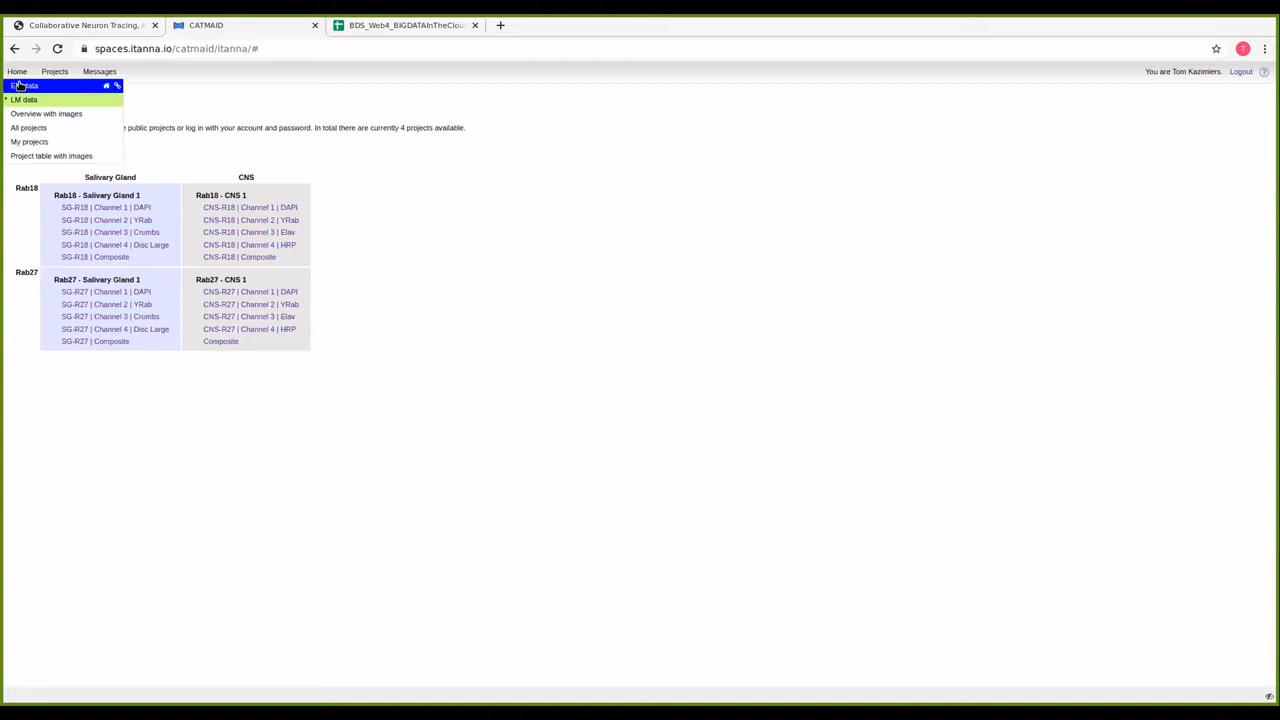 Collaborative Neuron Tracing, A
CATMAID
BDS_Web4_BIGDATAInTheClou
spaces.itanna.io/catmaid/itanna/#
T
Home Projects Messages
You are Tom Kazimiers. Logout
data
LM data
Overview with images
All projects
My projects
Project table with images
public projects or log in with your account and password. In total there are currently 4 projects available.
Salivary Gland CNS
Rab18
Rab18 - Salivary Gland 1
SG-R18 | Channel 1 | DAPI
SG-R18 | Channel 2 | YRab
SG-R18 | Channel 3 | Crumbs
SG-R18 | Channel 4 | Disc Large
SG-R18 | Composite
Rab18 - CNS 1
CNS-R18 | Channel 1 | DAPI
CNS-R18 | Channel 2 | YRab
CNS-R18 | Channel 3 | Elav
CNS-R18 | Channel 4 | HRP
CNS-R18 | Composite
Rab27
Rab27 - Salivary Gland 1
SG-R27 | Channel 1 | DAPI
SG-R27 | Channel 2 | YRab
SG-R27 | Channel 3 | Crumbs
SG-R27 | Channel 4 | Disc Large
SG-R27 | Composite
Rab27 - CNS 1
CNS-R27 | Channel 1 | DAPI
CNS-R27 | Channel 2 | YRab
CNS-R27 | Channel 3 | Elav
CNS-R27 | Channel 4 | HRP
Composite